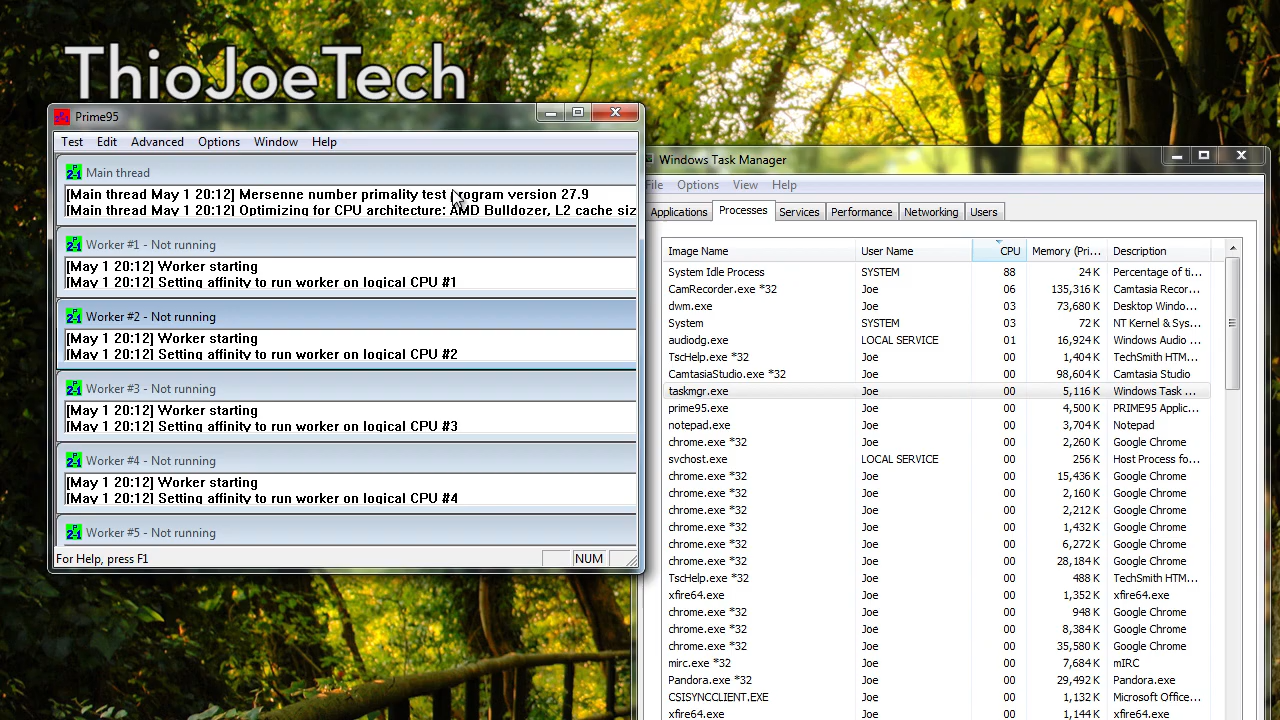 ThioJoeTech
Prime95
Test Edit Advanced Options Window Help
Main thread
[Main thread May 1 20:12] Mersenne number primality test program version 27.9
[Main thread May 1 20:12] Optimizing for CPU architecture: AMD Bulldozer, L2 cache siz
Worker #1 - Not running
[May 1 20:12] Worker starting
[May 1 20:12] Setting affinity to run worker on logical CPU #1
Worker #2 - Not running
[May 1 20:12] Worker starting
[May 1 20:12] Setting affinity to run worker on logical CPU #2
Worker #3 - Not running
[May 1 20:12] Worker starting
[May 1 20:12] Setting affinity to run worker on logical CPU #3
Worker #4 - Not running
[May 1 20:12] Worker starting
[May 1 20:12] Setting affinity to run worker on logical CPU #4
Worker #5 - Not running
For Help, press F1
NUM
Windows Task Manager
File Options View Help
Applications Processes Services Performance Networking Users
Image Name User Name CPU Memory (Pri... Description
System Idle Process SYSTEM 88 24 K Percentage of ti...
CamRecorder.exe *32 Joe 06 135,316 K Camtasia Recor...
dwm.exe Joe 03 73,680 K Desktop Windo...
System SYSTEM 03 72 K NT Kernel & Sys...
audiodg.exe LOCAL SERVICE 01 16,924 K Windows Audio ...
TscHelp.exe *32 Joe 00 1,404 K TechSmith HTM...
CamtasiaStudio.exe *32 Joe 00 98,604 K Camtasia Studio
taskmgr.exe Joe 00 5,116 K Windows Task ...
prime95.exe Joe 00 4,500 K PRIME95 Applic...
notepad.exe Joe 00 3,704 K Notepad
chrome.exe *32 Joe 00 2,260 K Google Chrome
svchost.exe LOCAL SERVICE 00 256 K Host Process fo...
chrome.exe *32 Joe 00 15,436 K Google Chrome
chrome.exe *32 Joe 00 2,160 K Google Chrome
chrome.exe *32 Joe 00 2,212 K Google Chrome
chrome.exe *32 Joe 00 1,432 K Google Chrome
chrome.exe *32 Joe 00 6,272 K Google Chrome
chrome.exe *32 Joe 00 28,184 K Google Chrome
TscHelp.exe *32 Joe 00 488 K TechSmith HTM...
xfire64.exe Joe 00 1,352 K xfire64.exe
chrome.exe *32 Joe 00 948 K Google Chrome
chrome.exe *32 Joe 00 8,384 K Google Chrome
chrome.exe *32 Joe 00 35,580 K Google Chrome
mirc.exe *32 Joe 00 7,684 K mIRC
Pandora.exe *32 Joe 00 29,492 K Pandora.exe
CSISYNCCLIENT.EXE Joe 00 1,132 K Microsoft Office...
xfire64.exe Joe 00 1,144 K xfire64.exe